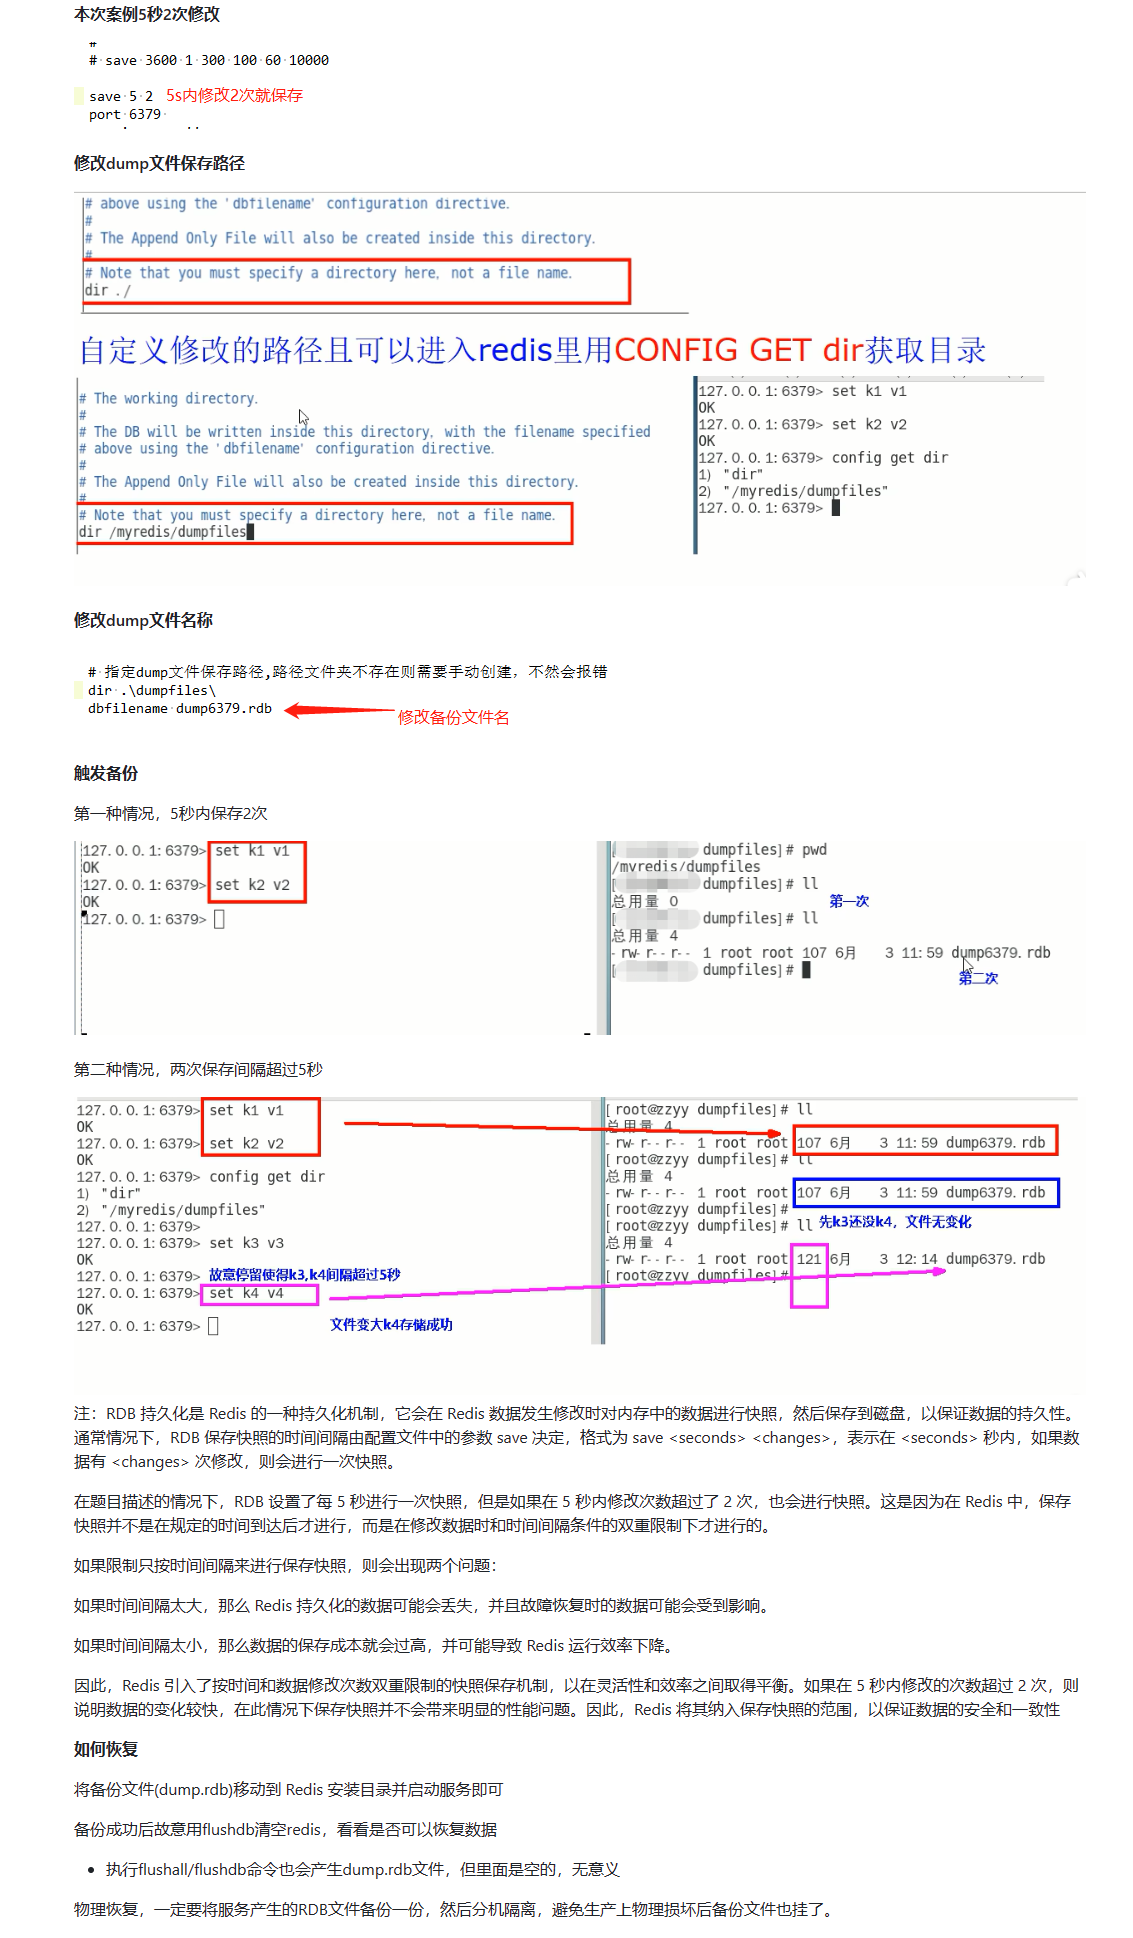 本次案例5秒2次修改
#
# save 3600 1 300 100 60 10000
save 5 2 5s内修改2次就保存
port 6379
修改dump文件保存路径
# above using the 'dbfilename' configuration directive.
#
# The Append Only File will also be created inside this directory.
#
# Note that you must specify a directory here, not a file name.
dir ./
自定义修改的路径且可以进入redis里用CONFIG GET dir获取目录
# The working directory.
#
# The DB will be written inside this directory, with the filename specified
# above using the 'dbfilename' configuration directive.
#
# The Append Only File will also be created inside this directory.
#
# Note that you must specify a directory here, not a file name.
dir /myredis/dumpfiles
127.0.0.1:6379> set k1 v1
OK
127.0.0.1:6379> set k2 v2
OK
127.0.0.1:6379> config get dir
1) "dir"
2) "/myredis/dumpfiles"
127.0.0.1:6379>
修改dump文件名称
# 指定dump文件保存路径,路径文件夹不存在则需要手动创建，不然会报错
dir .\dumpfiles\
dbfilename dump6379.rdb
修改备份文件名
触发备份
第一种情况，5秒内保存2次
127.0.0.1:6379> set k1 v1
OK
127.0.0.1:6379> set k2 v2
OK
127.0.0.1:6379>
[ dumpfiles]# pwd
/myredis/dumpfiles
[ dumpfiles]# ll
总用量 0 第一次
[ dumpfiles]# ll
总用量 4
-rw-r--r-- 1 root root 107 6月 3 11:59 dump6379.rdb
[ dumpfiles]#
第二次
第二种情况，两次保存间隔超过5秒
127.0.0.1:6379> set k1 v1
OK
127.0.0.1:6379> set k2 v2
OK
127.0.0.1:6379> config get dir
1) "dir"
2) "/myredis/dumpfiles"
127.0.0.1:6379>
127.0.0.1:6379> set k3 v3
OK
127.0.0.1:6379> 故意停留使得k3,k4间隔超过5秒
127.0.0.1:6379> set k4 v4
OK
127.0.0.1:6379>
文件变大k4存储成功
[root@zzyy dumpfiles]# ll
总用量 4
-rw-r--r-- 1 root root 107 6月 3 11:59 dump6379.rdb
[root@zzyy dumpfiles]# ll
总用量 4
-rw-r--r-- 1 root root 107 6月 3 11:59 dump6379.rdb
[root@zzyy dumpfiles]#
[root@zzyy dumpfiles]# ll 先k3还没k4，文件无变化
总用量 4
-rw-r--r-- 1 root root 121 6月 3 12:14 dump6379.rdb
[root@zzyy dumpfiles]#
注：RDB 持久化是 Redis 的一种持久化机制，它会在 Redis 数据发生修改时对内存中的数据进行快照，然后保存到磁盘，以保证数据的持久性。
通常情况下，RDB 保存快照的时间间隔由配置文件中的参数 save 决定，格式为 save <seconds> <changes>，表示在 <seconds> 秒内，如果数
据有 <changes> 次修改，则会进行一次快照。
在题目描述的情况下，RDB 设置了每 5 秒进行一次快照，但是如果在 5 秒内修改次数超过了 2 次，也会进行快照。这是因为在 Redis 中，保存
快照并不是在规定的时间到达后才进行，而是在修改数据时和时间间隔条件的双重限制下才进行的。
如果限制只按时间间隔来进行保存快照，则会出现两个问题：
如果时间间隔太大，那么 Redis 持久化的数据可能会丢失，并且故障恢复时的数据可能会受到影响。
如果时间间隔太小，那么数据的保存成本就会过高，并可能导致 Redis 运行效率下降。
因此，Redis 引入了按时间和数据修改次数双重限制的快照保存机制，以在灵活性和效率之间取得平衡。如果在 5 秒内修改的次数超过 2 次，则
说明数据的变化较快，在此情况下保存快照并不会带来明显的性能问题。因此，Redis 将其纳入保存快照的范围，以保证数据的安全和一致性
如何恢复
将备份文件(dump.rdb)移动到 Redis 安装目录并启动服务即可
备份成功后故意用flushdb清空redis，看看是否可以恢复数据
• 执行flushall/flushdb命令也会产生dump.rdb文件，但里面是空的，无意义
物理恢复，一定要将服务产生的RDB文件备份一份，然后分机隔离，避免生产上物理损坏后备份文件也挂了。